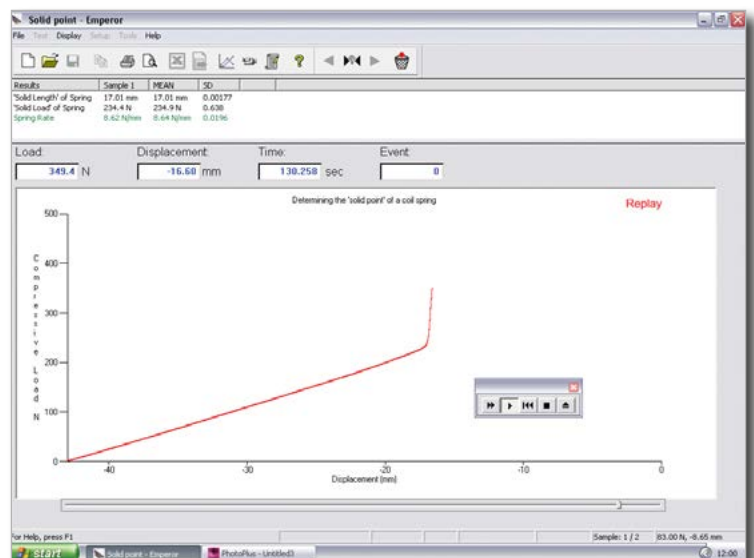 Solid point - Emperor
File Test Display Setup Tools Help
Results Sample 1 MEAN SD
'Solid Length' of Spring 17.01 mm 17.01 mm 0.00177
'Solid Load' of Spring 234.4 N 234.9 N 0.638
Spring Rate 8.62 N/mm 8.64 N/mm 0.0196
Load: Displacement: Time: Event:
349.4 N -16.60 mm 130.258 sec 0
Determining the 'solid point' of a coil spring
Replay
500
400
300
200
100
0
Compressive Load N
-40 -30 -20 -10 0
Displacement (mm)
For Help, press F1 Sample: 1 / 2 83.00 N, -8.65 mm
start Solid point - Emperor PhotoPlus - Untitled3 12:00